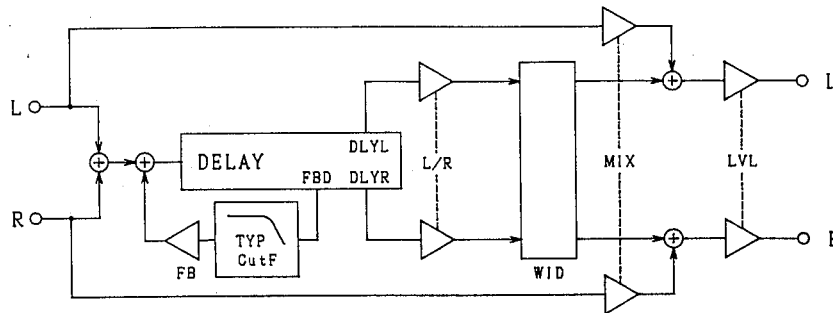 L
L
DELAY
DLYL
FBD
DLYR
L/R
MIX
LVL
R
TYP
CutF
FB
WID